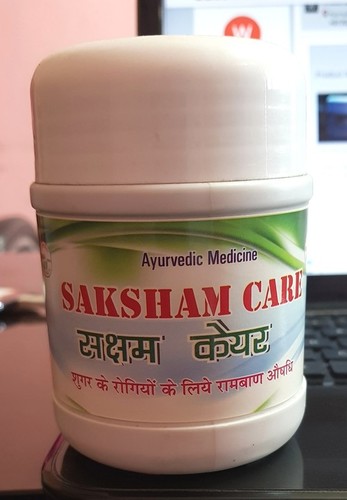 Ayurvedic Medicine
SAKSHAM CARE
सक्षम केयर
शुगर के रोगियों के लिये रामबाण औषधि